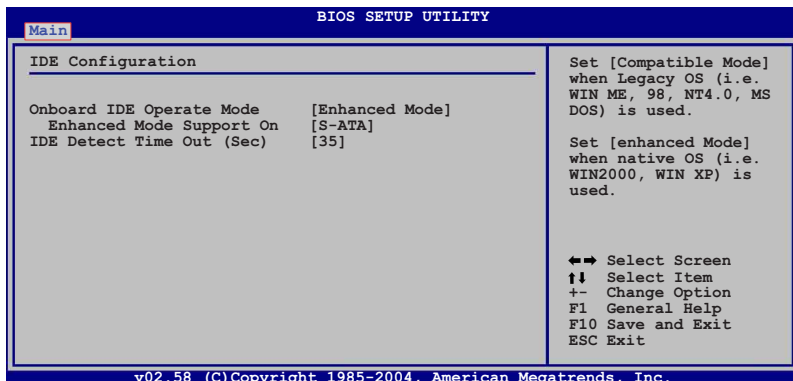 BIOS SETUP UTILITY
Main
IDE Configuration
Onboard IDE Operate Mode [Enhanced Mode]
Enhanced Mode Support On [S-ATA]
IDE Detect Time Out (Sec) [35]
Set [Compatible Mode]
when Legacy OS (i.e.
WIN ME, 98, NT4.0, MS
DOS) is used.
Set [enhanced Mode]
when native OS (i.e.
WIN2000, WIN XP) is
used.
←→ Select Screen
↑↓ Select Item
+- Change Option
F1 General Help
F10 Save and Exit
ESC Exit
v02.58 (C)Copyright 1985-2004, American Megatrends, Inc.